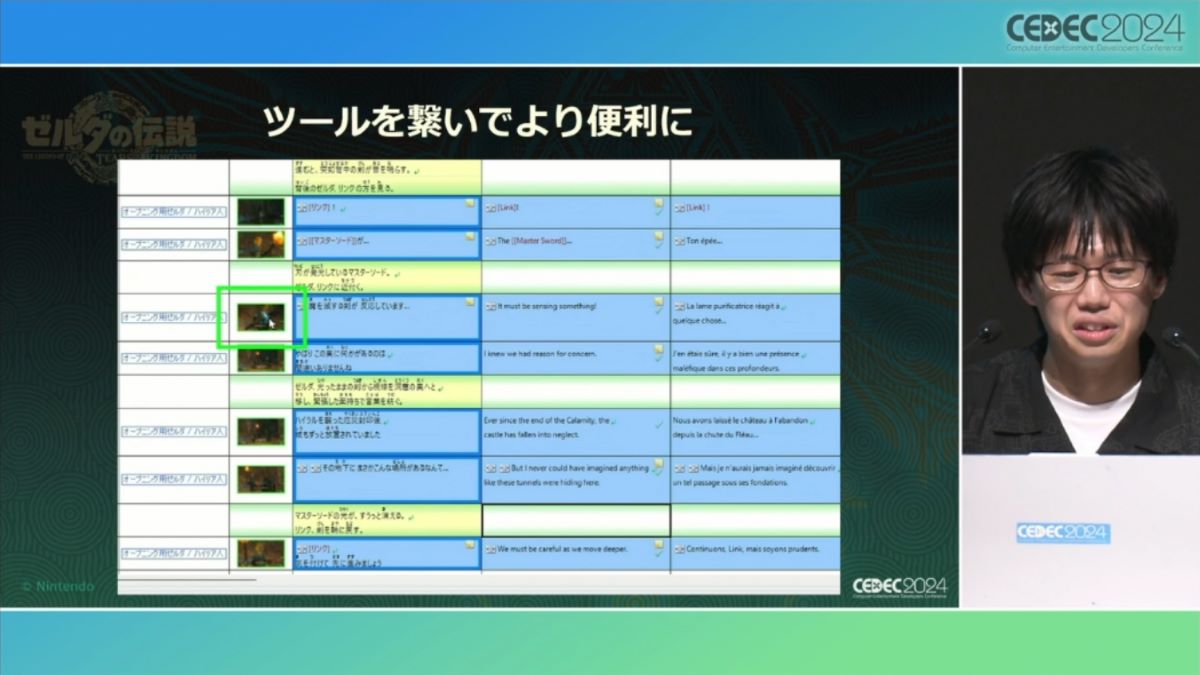 CEDEC2024
Computer Entertainment Developers Conference
ゼルダの伝説
ツールを繋いでより便利に
進むと、突如背中の剣が音を鳴らす。
背後のゼルダ、リンクの方を見る。
オープニング用ゼルダ / ハイリア人
[リンク]!
[Link]!
[Link] !
オープニング用ゼルダ / ハイリア人
[[マスターソード]]が…
The [[Master Sword]]...
Ton épée...
刃が発光しているマスターソード。
ゼルダ、リンクに近付く。
オープニング用ゼルダ / ハイリア人
魔を滅する剣が 反応しています…
It must be sensing something!
La lame purificatrice réagit à
quelque chose...
オープニング用ゼルダ / ハイリア人
やはりこの奥に何かがあるのは
間違いありませんね
I knew we had reason for concern.
J'en étais sûre, il y a bien une présence
maléfique dans ces profondeurs.
ゼルダ、光ったままの剣から視線を洞窟の奥へと
移し、緊張した面持ちで言葉を続ぐ。
オープニング用ゼルダ / ハイリア人
ハイラルを襲った厄災封印後
城もずっと放置されていました
Ever since the end of the Calamity, the
castle has fallen into neglect.
Nous avons laissé le château à l'abandon
depuis la chute du Fléau...
オープニング用ゼルダ / ハイリア人
その地下に まさかこんな場所があるなんて…
But I never could have imagined anything
like these tunnels were hiding here.
Mais je n'aurais jamais imaginé découvrir
un tel passage sous ses fondations.
マスターソードの光が、すうっと消える。
リンク、剣を鞘に戻す。
オープニング用ゼルダ / ハイリア人
[リンク]
気を付けて 先に進みましょう
We must be careful as we move deeper.
Continuons, Link, mais soyons prudents.
© Nintendo
CEDEC2024
Computer Entertainment Developers Conference
CEDEC2024